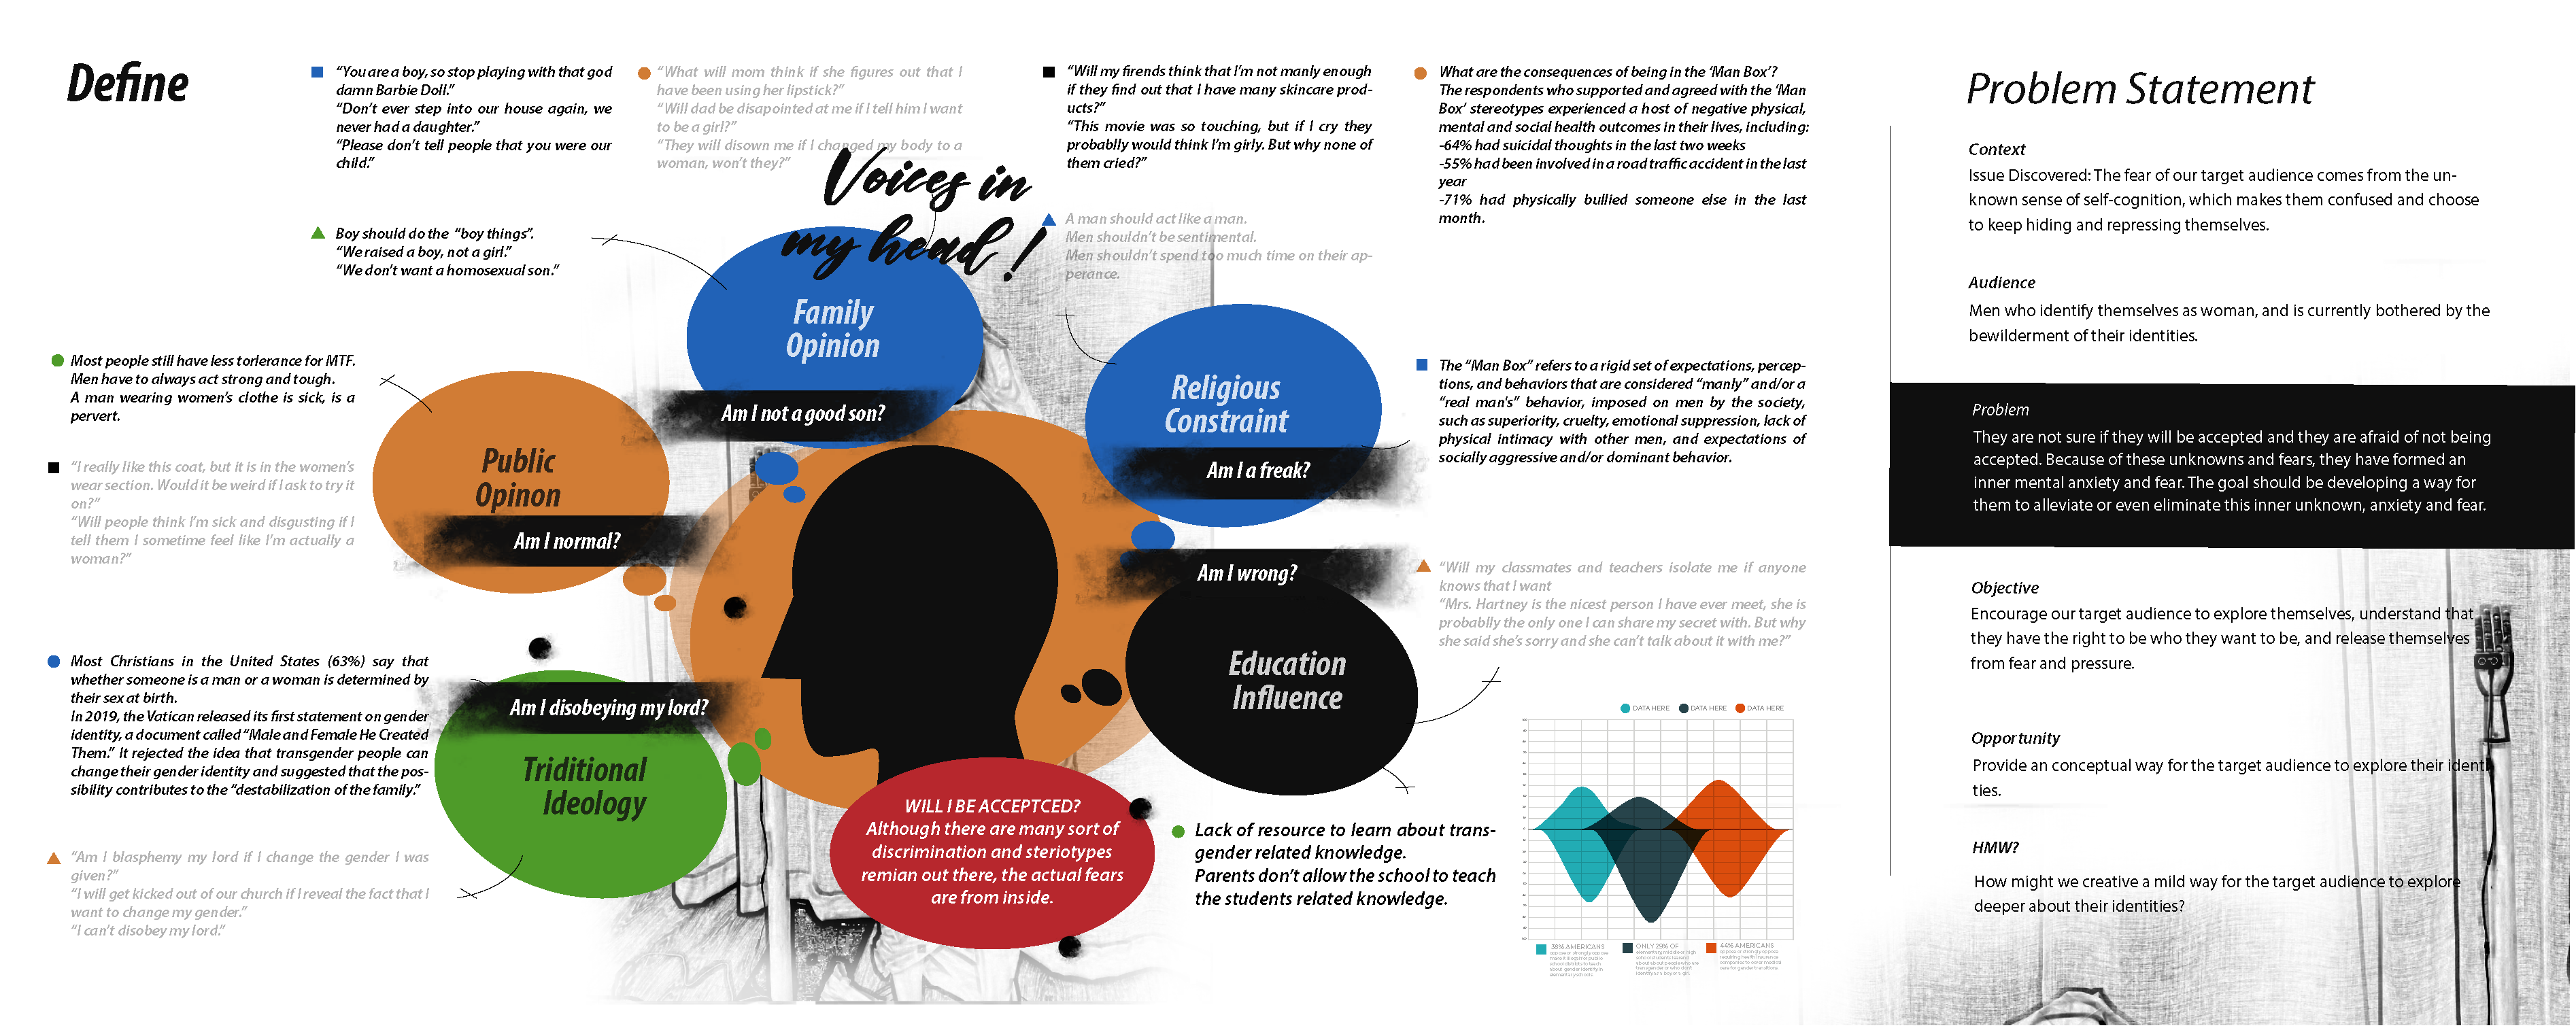 Define
“You are a boy, so stop playing with that god
damn Barbie Doll.”
“Don’t ever step into our house again, we
never had a daughter.”
“Please don’t tell people that you were our
child.”
Boy should do the “boy things”.
“We raised a boy, not a girl.”
“We don’t want a homosexual son.”
“What will mom think if she figures out that I
have been using her lipstick?”
“Will dad be disapointed at me if I tell him I want
to be a girl?”
“They will disown me if I changed my body to a
woman, won’t they?”
Voices in
my head !
“Will my firends think that I’m not manly enough
if they find out that I have many skincare prod-
ucts?”
“This movie was so touching, but if I cry they
probablly would think I’m girly. But why none of
them cried?”
A man should act like a man.
Men shouldn’t be sentimental.
Men shouldn’t spend too much time on their ap-
perance.
What are the consequences of being in the ‘Man Box’?
The respondents who supported and agreed with the ‘Man
Box’ stereotypes experienced a host of negative physical,
mental and social health outcomes in their lives, including:
-64% had suicidal thoughts in the last two weeks
-55% had been involved in a road traffic accident in the last
year
-71% had physically bullied someone else in the last
month.
The “Man Box” refers to a rigid set of expectations, percep-
tions, and behaviors that are considered “manly” and/or a
“real man's” behavior, imposed on men by the society,
such as superiority, cruelty, emotional suppression, lack of
physical intimacy with other men, and expectations of
socially aggressive and/or dominant behavior.
“Will my classmates and teachers isolate me if anyone
knows that I want
“Mrs. Hartney is the nicest person I have ever meet, she is
probablly the only one I can share my secret with. But why
she said she’s sorry and she can’t talk about it with me?”
Most people still have less torlerance for MTF.
Men have to always act strong and tough.
A man wearing women’s clothe is sick, is a
pervert.
“I really like this coat, but it is in the women’s
wear section. Would it be weird if I ask to try it
on?”
“Will people think I’m sick and disgusting if I
tell them I sometime feel like I’m actually a
woman?”
Most Christians in the United States (63%) say that
whether someone is a man or a woman is determined by
their sex at birth.
In 2019, the Vatican released its first statement on gender
identity, a document called “Male and Female He Created
Them.” It rejected the idea that transgender people can
change their gender identity and suggested that the pos-
sibility contributes to the “destabilization of the family.”
“Am I blasphemy my lord if I change the gender I was
given?”
“I will get kicked out of our church if I reveal the fact that I
want to change my gender.”
“I can’t disobey my lord.”
Family
Opinion
Am I not a good son?
Religious
Constraint
Am I a freak?
Public
Opinon
Am I normal?
Am I wrong?
Education
Influence
Am I disobeying my lord?
Triditional
Ideology
WILL I BE ACCEPTCED?
Although there are many sort of
discrimination and steriotypes
remian out there, the actual fears
are from inside.
Lack of resource to learn about trans-
gender related knowledge.
Parents don’t allow the school to teach
the students related knowledge.
DATA HERE DATA HERE DATA HERE
38% AMERICANS
ONLY 29% OF
44% AMERICANS
Problem Statement
Context
Issue Discovered: The fear of our target audience comes from the un-
known sense of self-cognition, which makes them confused and choose
to keep hiding and repressing themselves.
Audience
Men who identify themselves as woman, and is currently bothered by the
bewilderment of their identities.
Problem
They are not sure if they will be accepted and they are afraid of not being
accepted. Because of these unknowns and fears, they have formed an
inner mental anxiety and fear. The goal should be developing a way for
them to alleviate or even eliminate this inner unknown, anxiety and fear.
Objective
Encourage our target audience to explore themselves, understand that
they have the right to be who they want to be, and release themselves
from fear and pressure.
Opportunity
Provide an conceptual way for the target audience to explore their identi
ties.
HMW?
How might we creative a mild way for the target audience to explore
deeper about their identities?